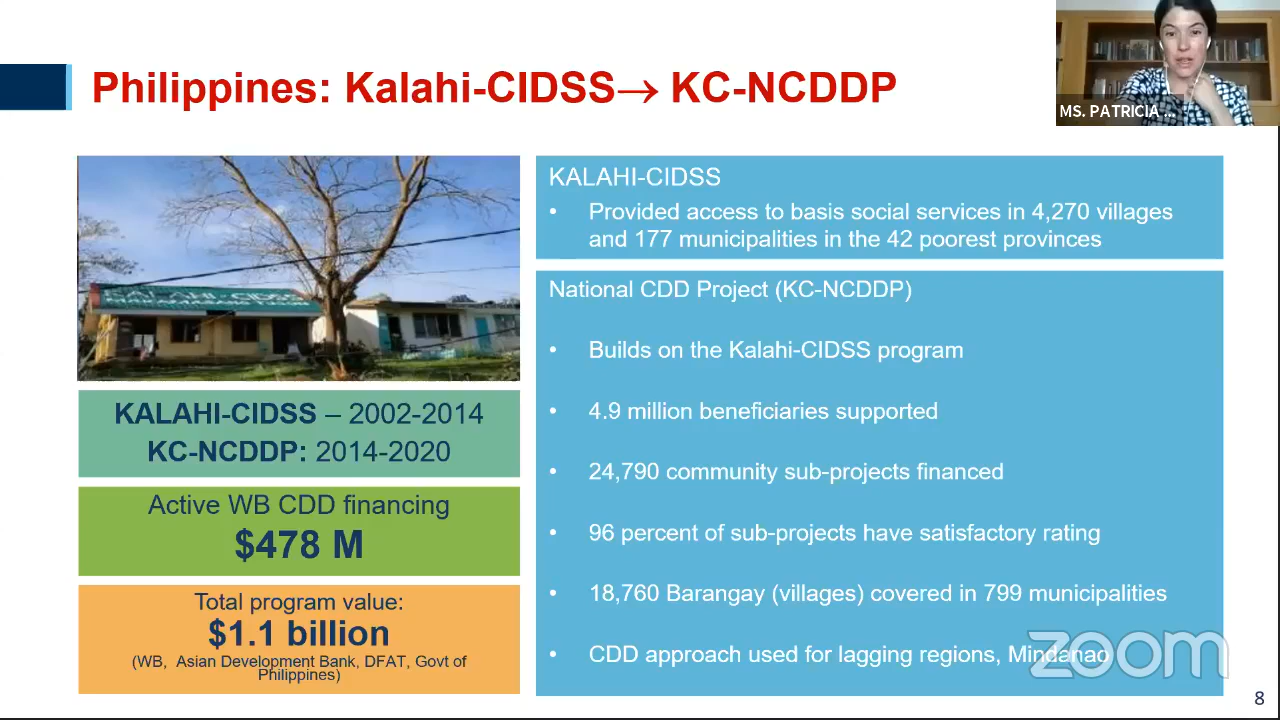 Philippines: Kalahi-CIDSS→ KC-NCDDP
MS. PATRICIA ...
KALAHI-CIDSS
KALAHI-CIDSS – 2002-2014
KC-NCDDP: 2014-2020
Active WB CDD financing
$478 M
Total program value:
$1.1 billion
(WB, Asian Development Bank, DFAT, Govt of
Philippines)
KALAHI-CIDSS
• Provided access to basis social services in 4,270 villages
and 177 municipalities in the 42 poorest provinces
National CDD Project (KC-NCDDP)
• Builds on the Kalahi-CIDSS program
• 4.9 million beneficiaries supported
• 24,790 community sub-projects financed
• 96 percent of sub-projects have satisfactory rating
• 18,760 Barangay (villages) covered in 799 municipalities
• CDD approach used for lagging regions, Mindanao
zoom
8